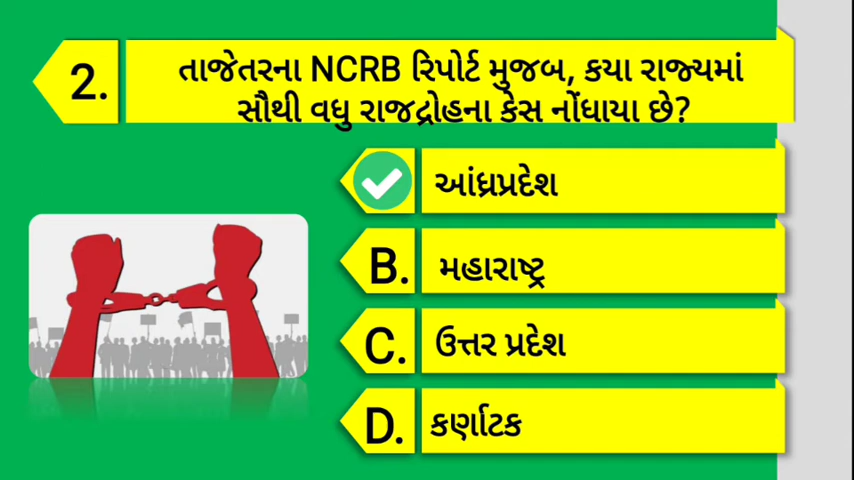 2. તાજેતરના NCRB રિપોર્ટ મુજબ, કયા રાજ્યમાં
સૌથી વધુ રાજદ્રોહના કેસ નોંધાયા છે?
આંધ્રપ્રદેશ
B. મહારાષ્ટ્ર
C. ઉત્તર પ્રદેશ
D. કર્ણાટક